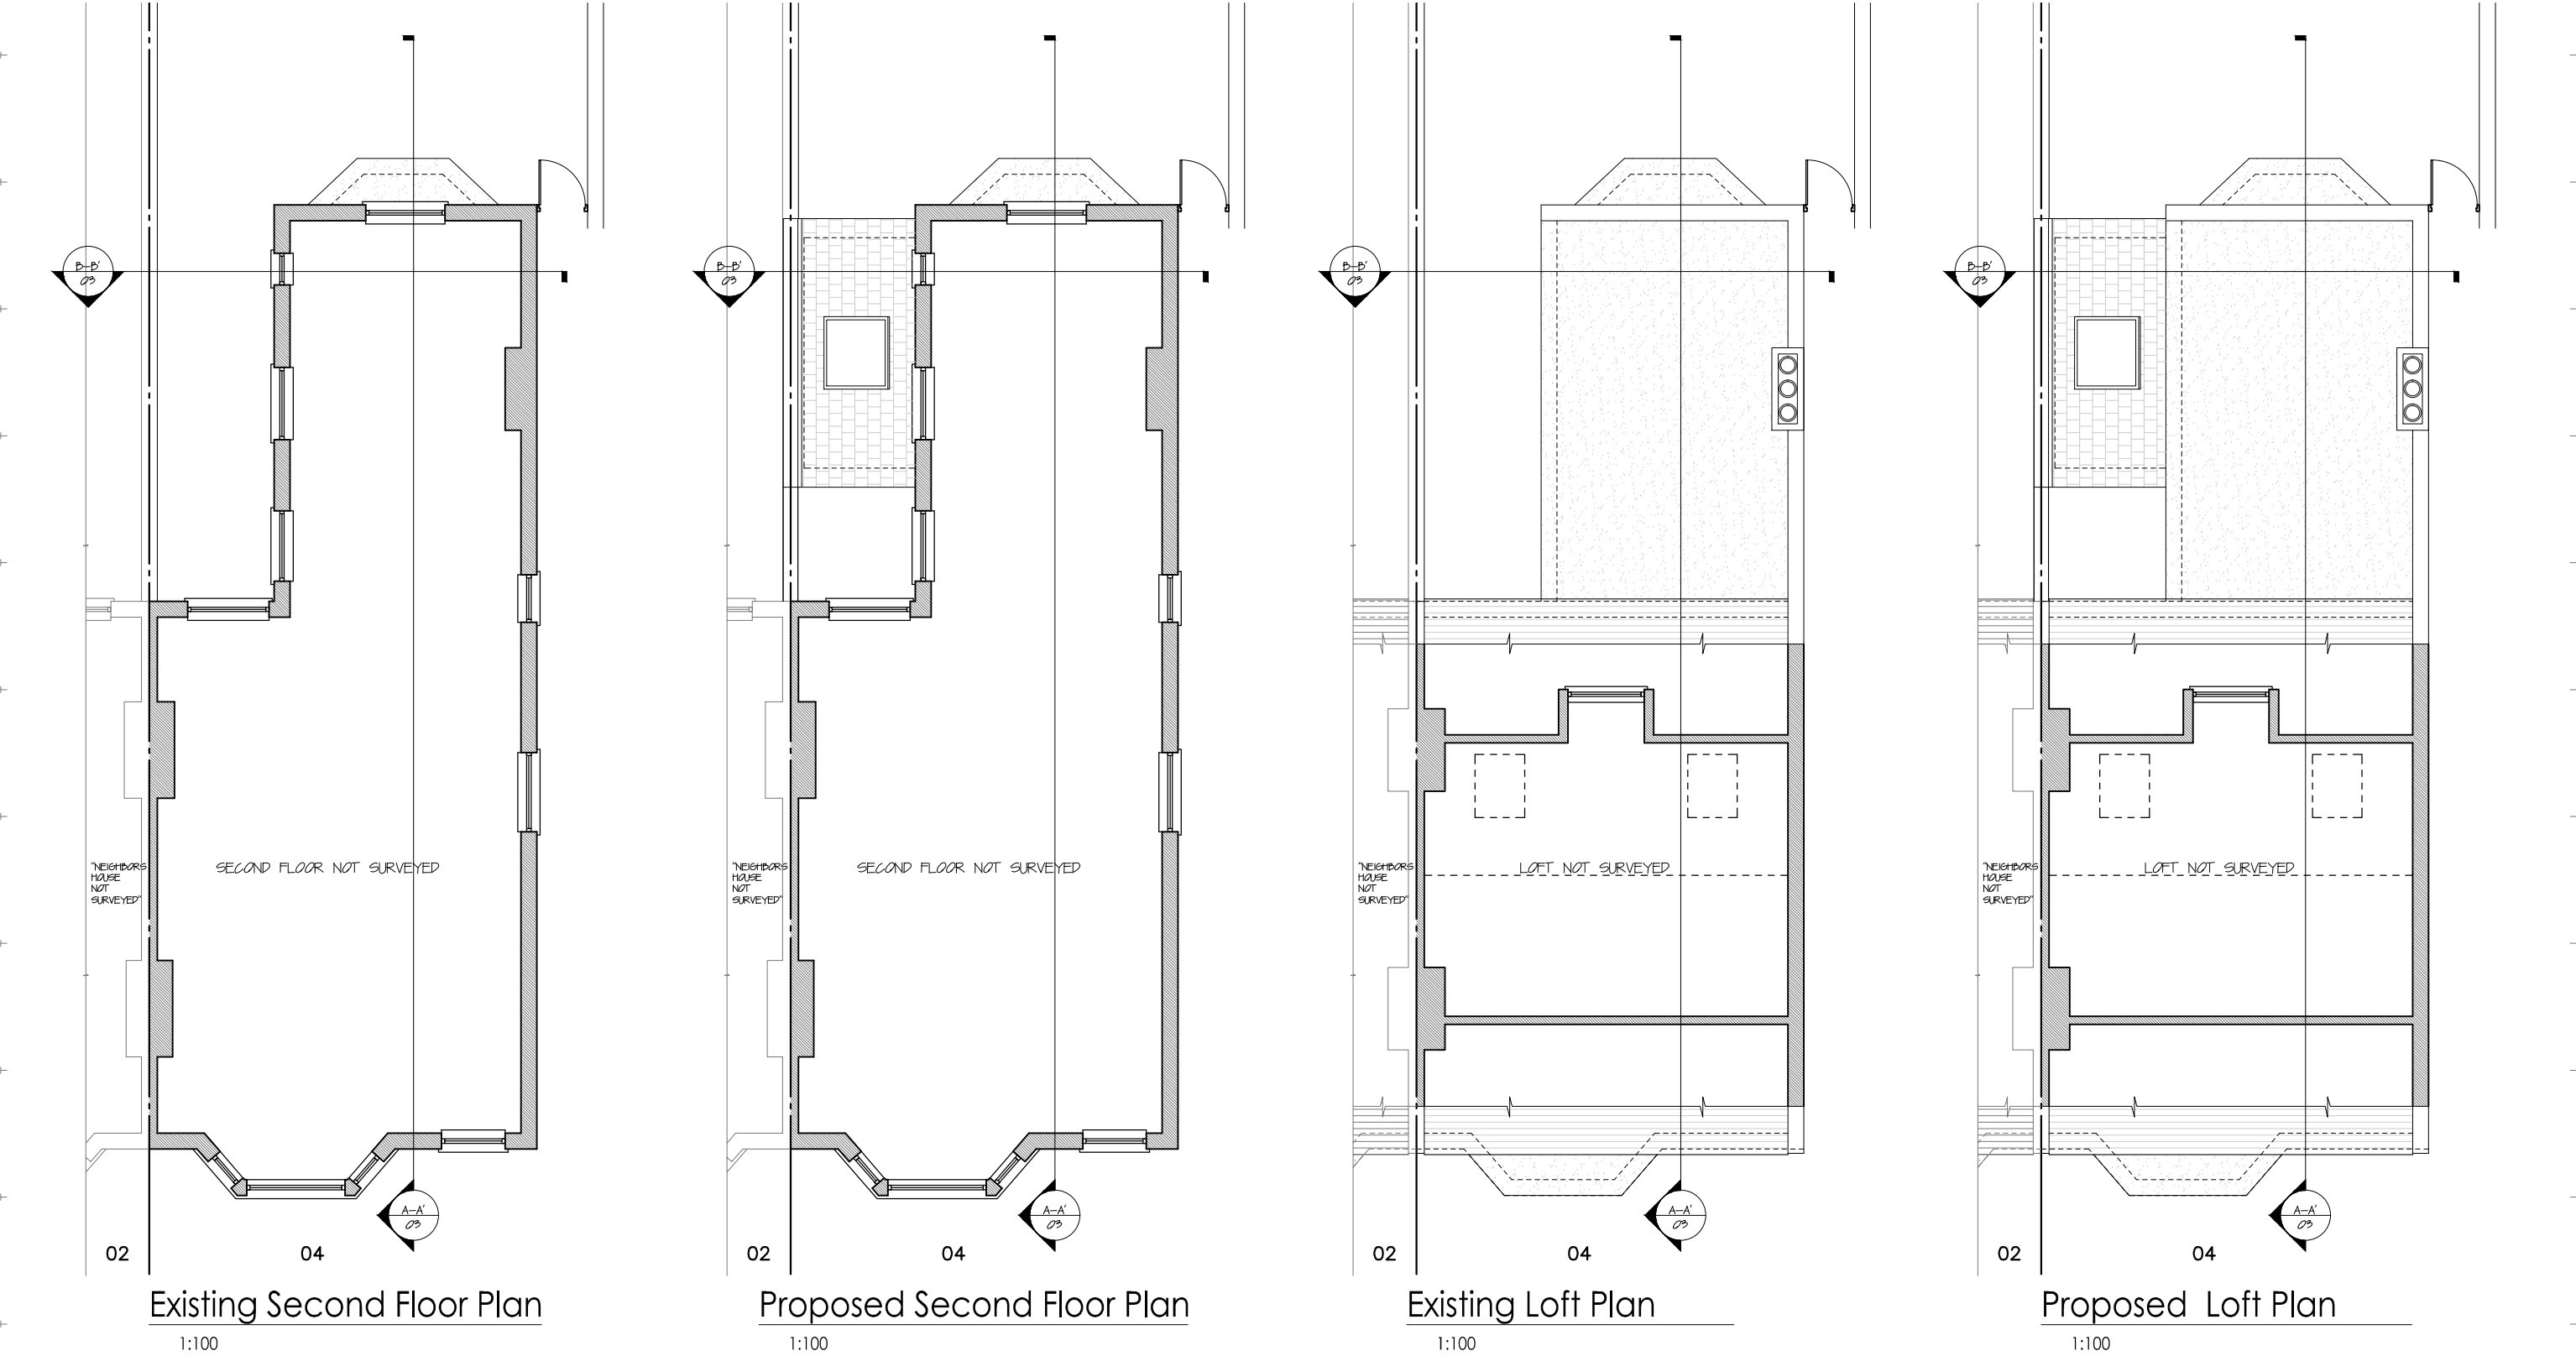 B-B'
03
B-B'
03
B-B'
03
B-B'
03
"NEIGHBORS
HOUSE
NOT
SURVEYED"
SECOND FLOOR NOT SURVEYED
"NEIGHBORS
HOUSE
NOT
SURVEYED"
SECOND FLOOR NOT SURVEYED
"NEIGHBORS
HOUSE
NOT
SURVEYED"
LOFT NOT SURVEYED
"NEIGHBORS
HOUSE
NOT
SURVEYED"
LOFT NOT SURVEYED
A-A'
03
A-A'
03
A-A'
03
A-A'
03
02 04
02 04
02 04
02 04
Existing Second Floor Plan
1:100
Proposed Second Floor Plan
1:100
Existing Loft Plan
1:100
Proposed Loft Plan
1:100